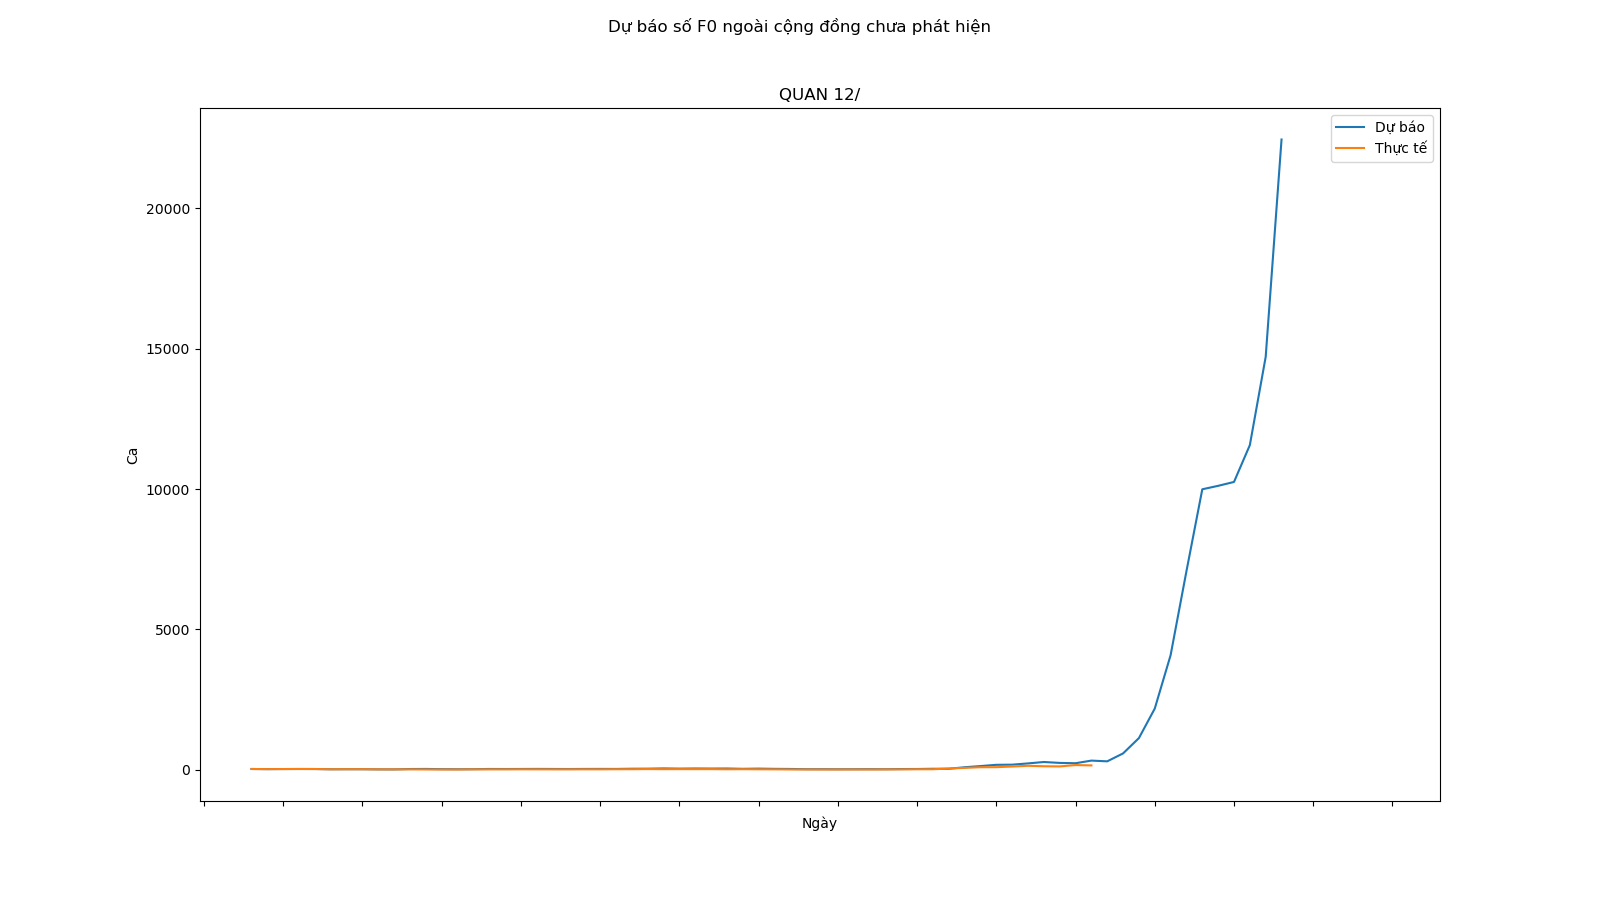 Dự báo số F0 ngoài cộng đồng chưa phát hiện
QUAN 12/
Dự báo
Thực tế
20000
15000
10000
5000
0
Ca
Ngày